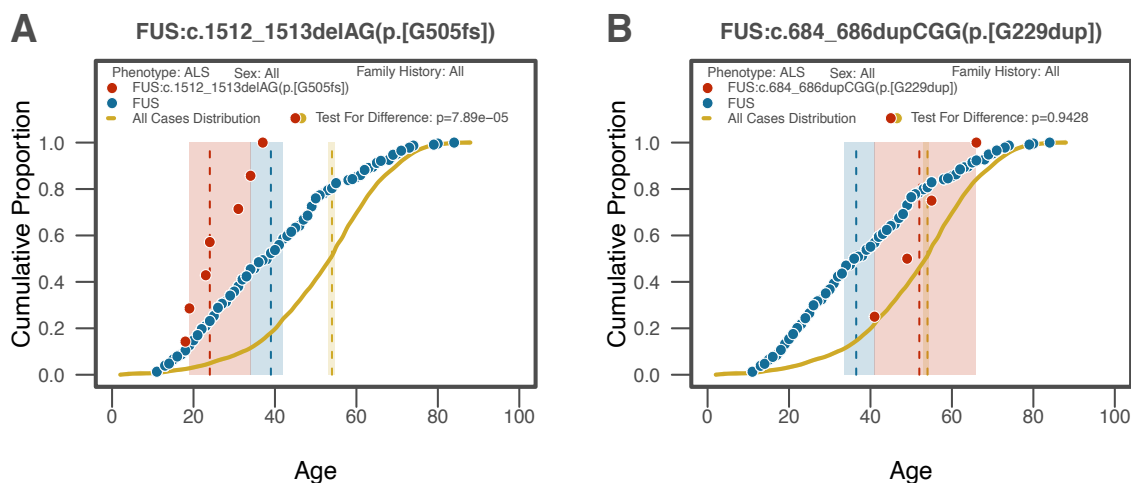 A
FUS:c.1512_1513delAG(p.[G505fs])
Phenotype: ALS Sex: All Family History: All
FUS:c.1512_1513delAG(p.[G505fs])
FUS
All Cases Distribution Test For Difference: p=7.89e-05
Cumulative Proportion
1.0
0.8
0.6
0.4
0.2
0.0
0 20 40 60 80 100
Age
B
FUS:c.684_686dupCGG(p.[G229dup])
Phenotype: ALS Sex: All Family History: All
FUS:c.684_686dupCGG(p.[G229dup])
FUS
All Cases Distribution Test For Difference: p=0.9428
Cumulative Proportion
1.0
0.8
0.6
0.4
0.2
0.0
0 20 40 60 80 100
Age